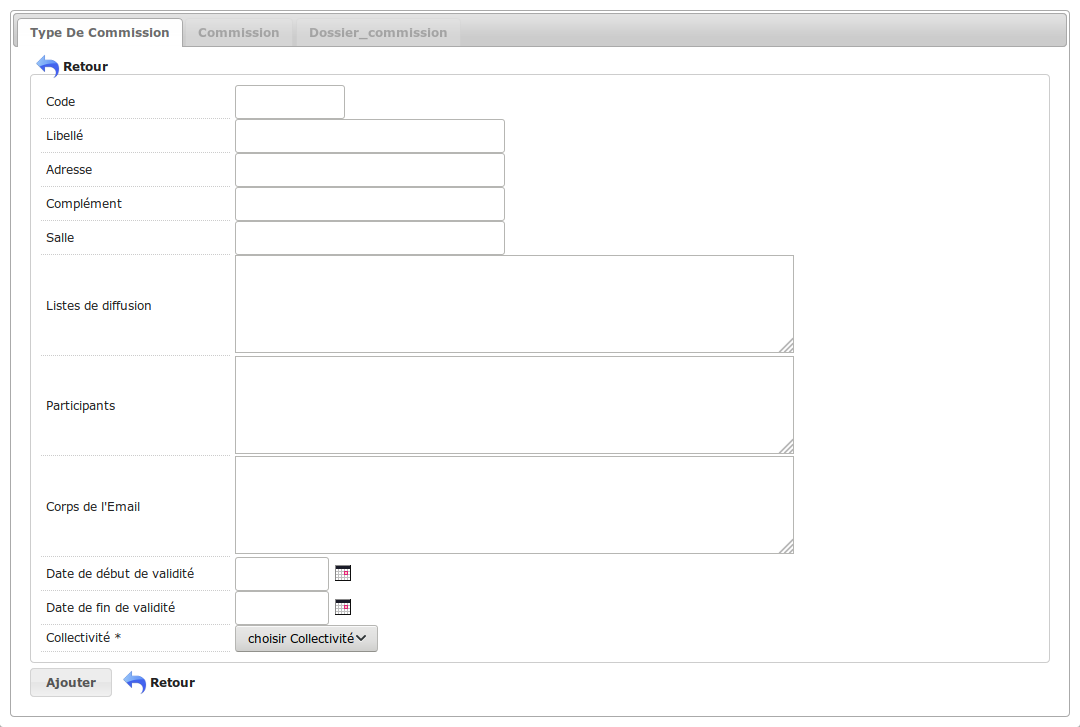 Type De Commission Commission Dossier_commission
Retour
Code
Libellé
Adresse
Complément
Salle
Listes de diffusion
Participants
Corps de l'Email
Date de début de validité
Date de fin de validité
Collectivité * choisir Collectivité
Ajouter Retour